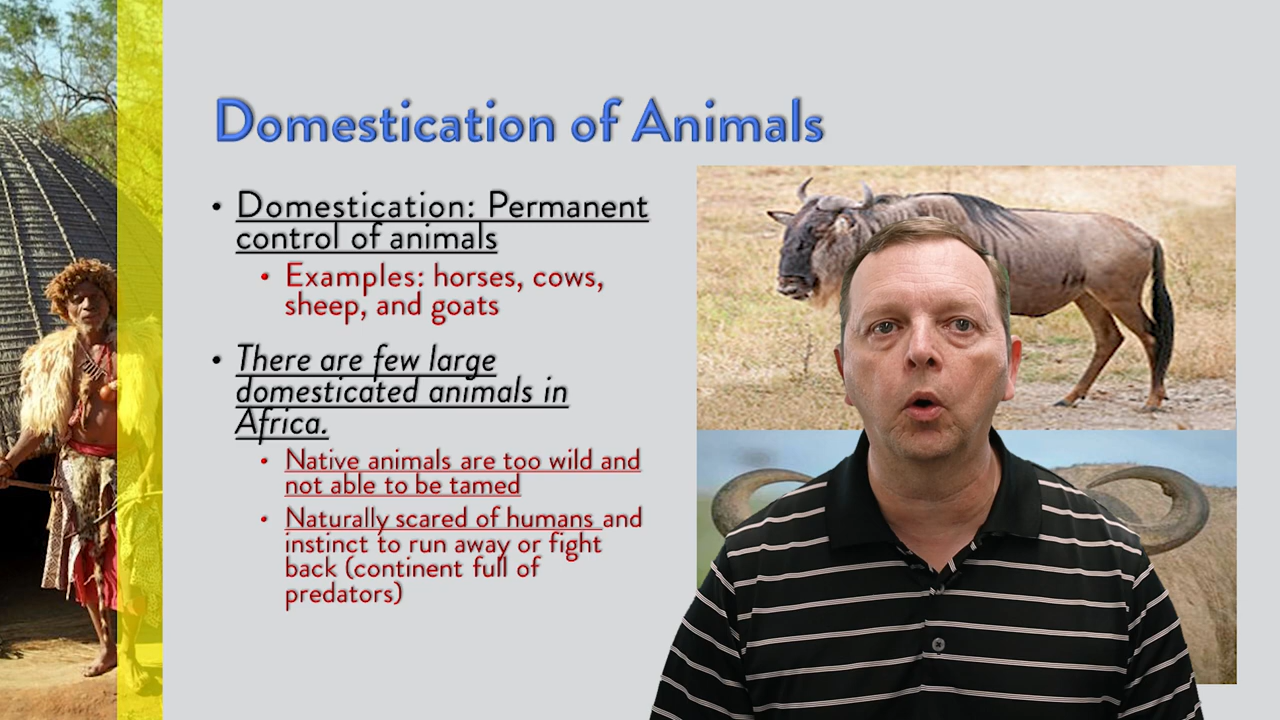 Domestication of Animals
• Domestication: Permanent
control of animals
• Examples: horses, cows,
sheep, and goats
• There are few large
domesticated animals in
Africa.
• Native animals are too wild and
not able to be tamed
• Naturally scared of humans and
instinct to run away or fight
back (continent full of
predators)